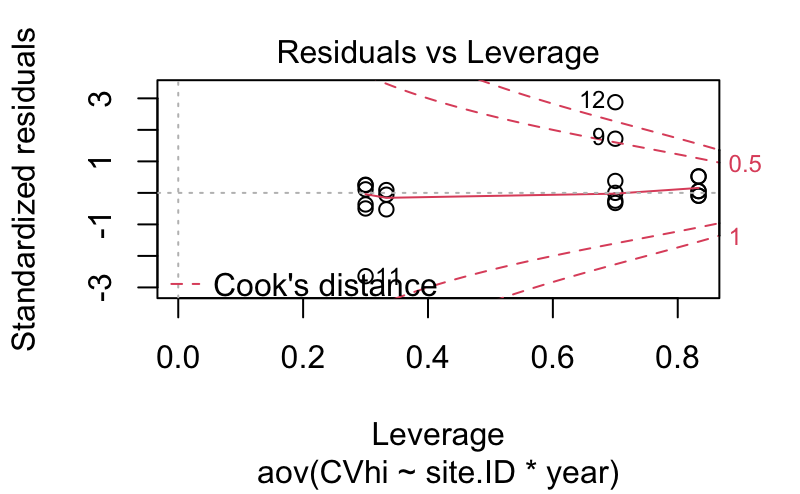 Residuals vs Leverage
Standardized residuals
3
1
-1
-3
12
9
11
0.5
1
Cook's distance
0.0 0.2 0.4 0.6 0.8
Leverage
aov(CVhi ~ site.ID * year)